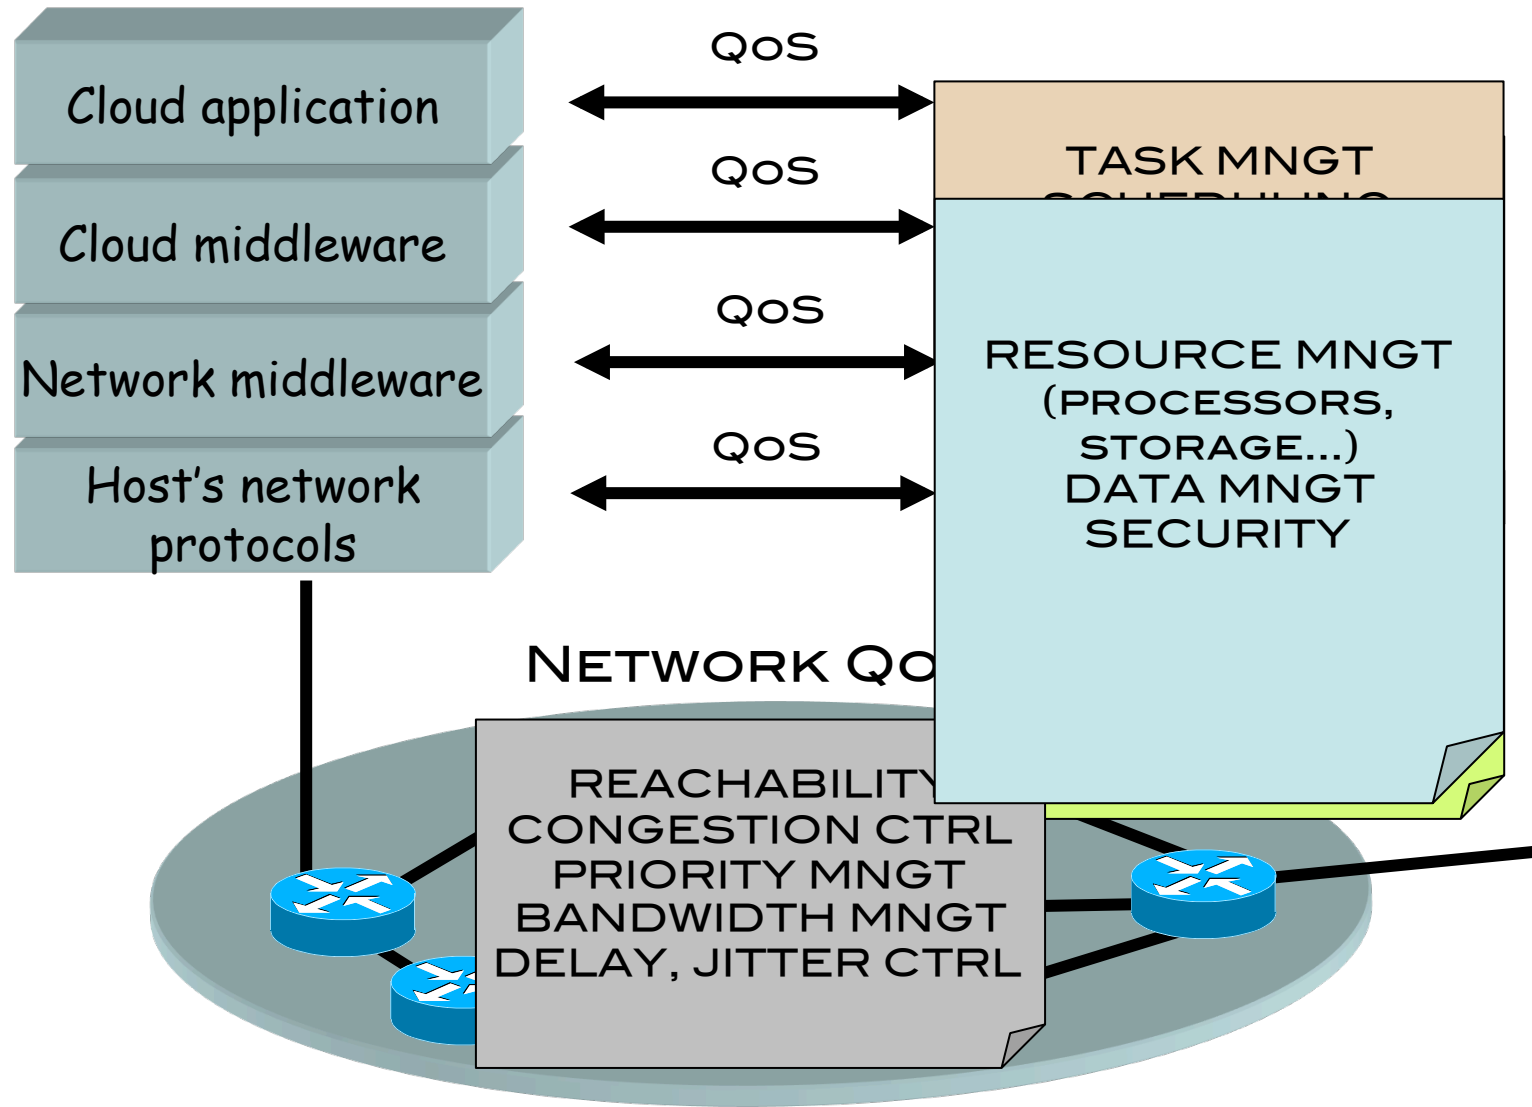 QoS
Cloud application
TASK MNGT
QoS
Cloud middleware
QoS
Network middleware
RESOURCE MNGT
(PROCESSORS,
STORAGE...)
DATA MNGT
SECURITY
QoS
Host's network
protocols
NETWORK
REACHABILITY
CONGESTION CTRL
PRIORITY MNGT
BANDWIDTH MNGT
DELAY, JITTER CTRL